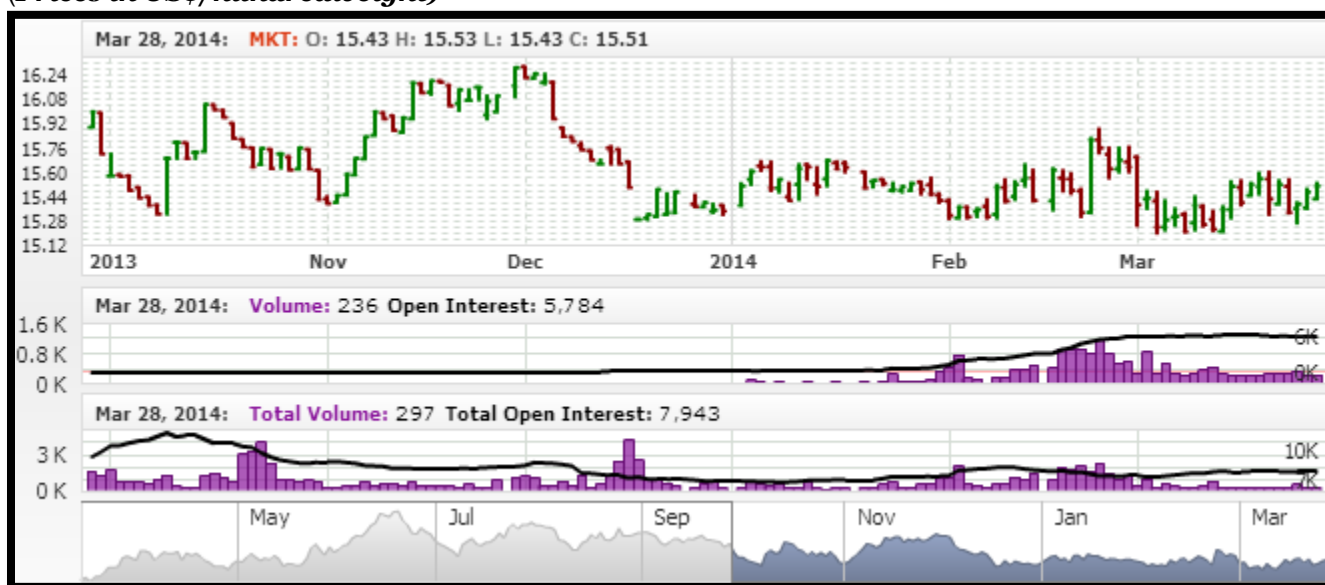 Mar 28, 2014: MKT: O: 15.43 H: 15.53 L: 15.43 C: 15.51
16.24
16.08
15.92
15.76
15.60
15.44
15.28
15.12
2013 Nov Dec 2014 Feb Mar
Mar 28, 2014: Volume: 236 Open Interest: 5,784
1.6 K
6K
0.8 K
0K
0 K
Mar 28, 2014: Total Volume: 297 Total Open Interest: 7,943
3 K
10K
7K
0 K
May Jul Sep Nov Jan Mar